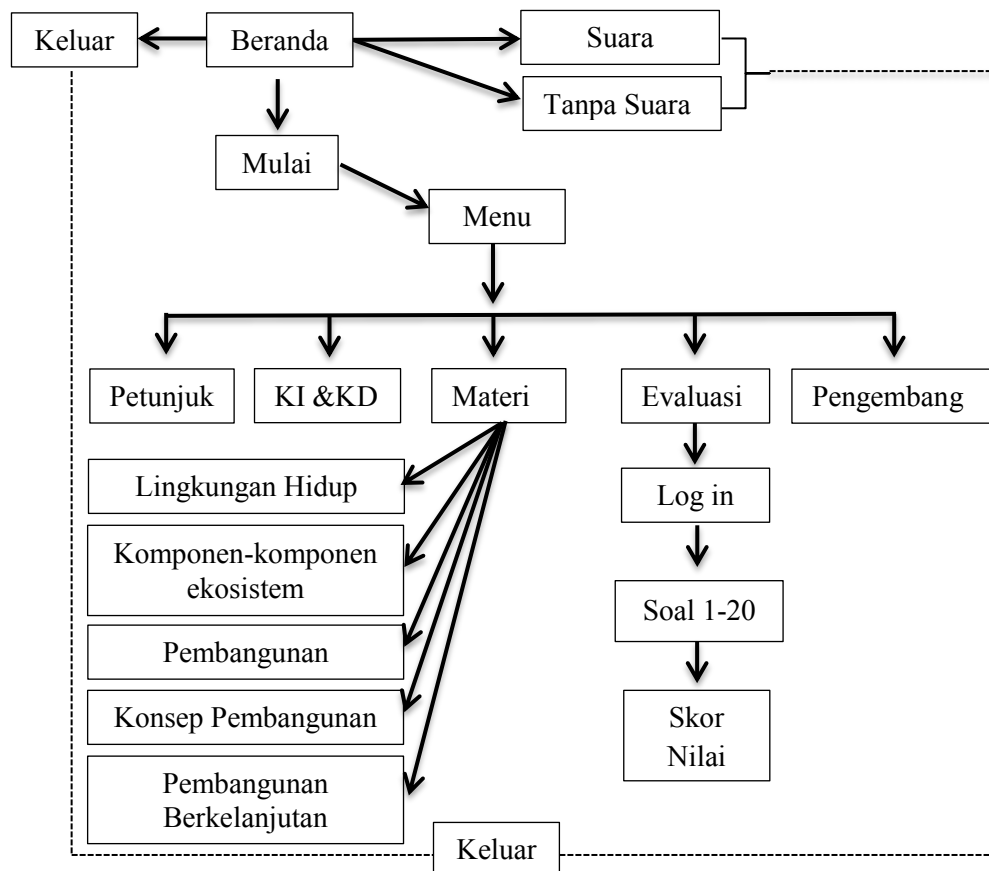 Keluar
Beranda
Suara
Tanpa Suara
Mulai
Menu
Petunjuk
KI &KD
Materi
Evaluasi
Pengembang
Lingkungan Hidup
Log in
Komponen-komponen
ekosistem
Soal 1-20
Pembangunan
Konsep Pembangunan
Skor
Nilai
Pembangunan
Berkelanjutan
Keluar